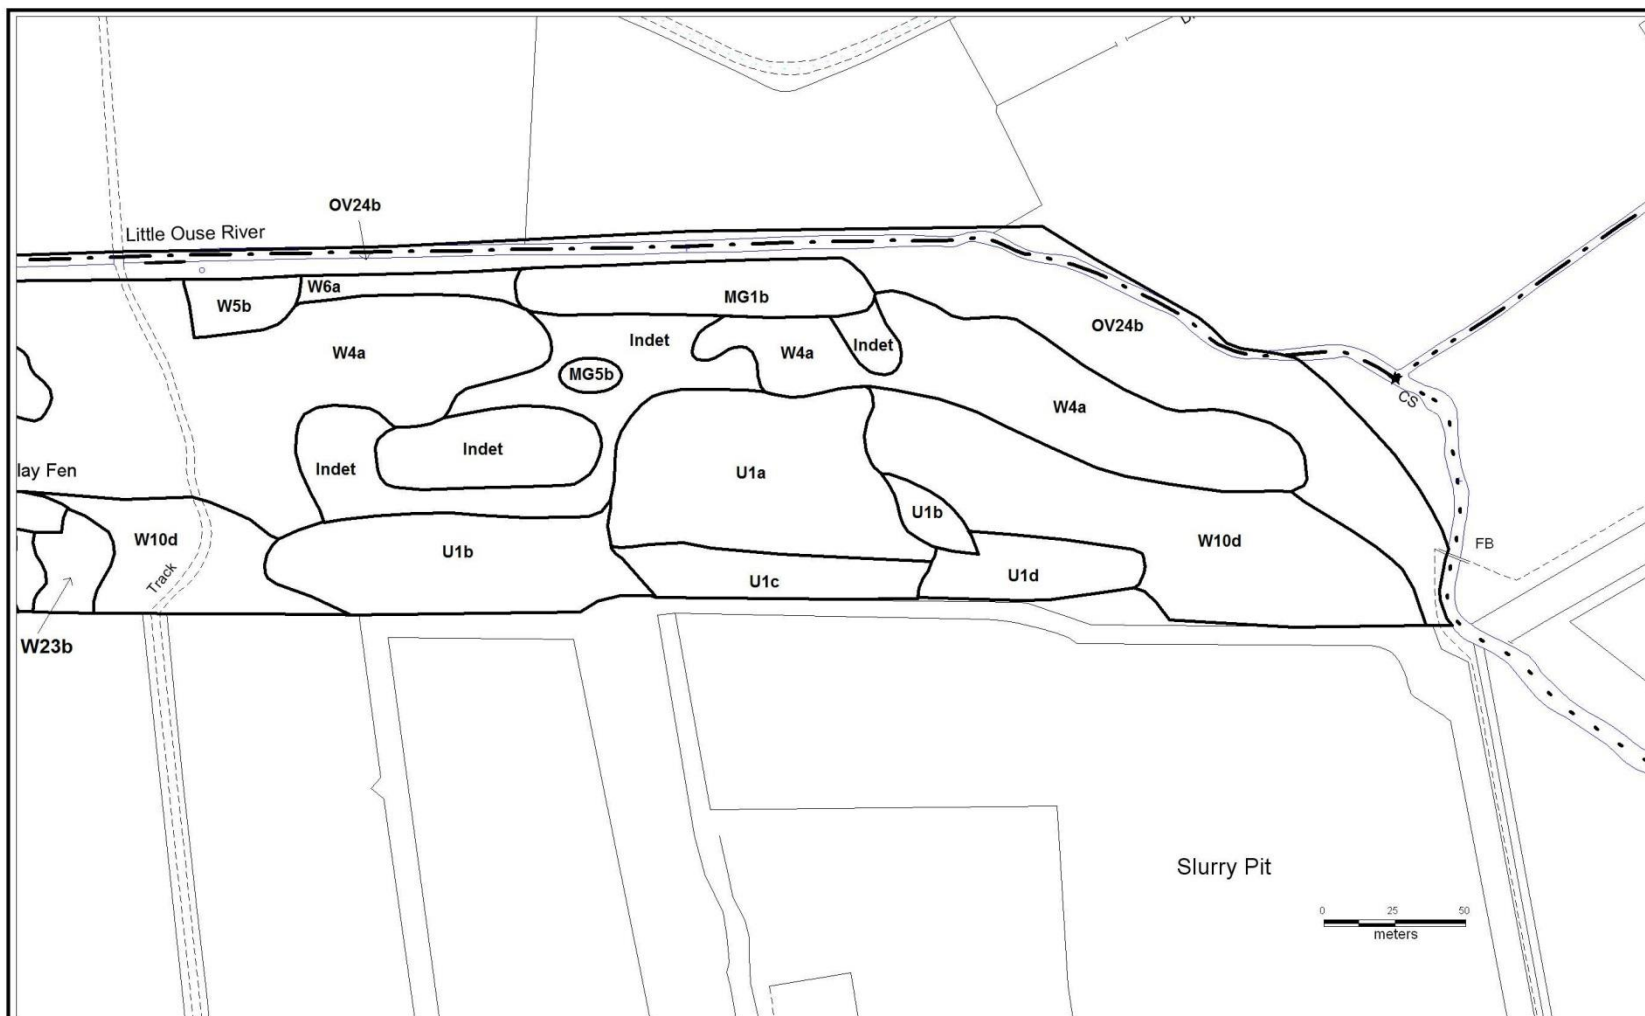 OV24b
Little Ouse River
W6a
W5b
MG1b
OV24b
Indet
W4a
W4a
Indet
MG5b
CS
W4a
lay Fen
Indet
Indet
U1a
U1b
W10d
U1b
W10d
FB
Track
U1c
U1d
W23b
Slurry Pit
0 25 50
meters